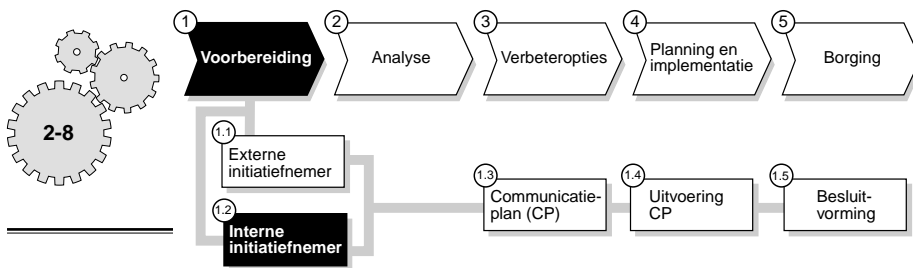 1
Voorbereiding
2
Analyse
3
Verbeteropties
4
Planning en
implementatie
5
Borging
2-8
1.1
Externe
initiatiefnemer
1.2
Interne
initiatiefnemer
1.3
Communicatie-
plan (CP)
1.4
Uitvoering
CP
1.5
Besluit-
vorming